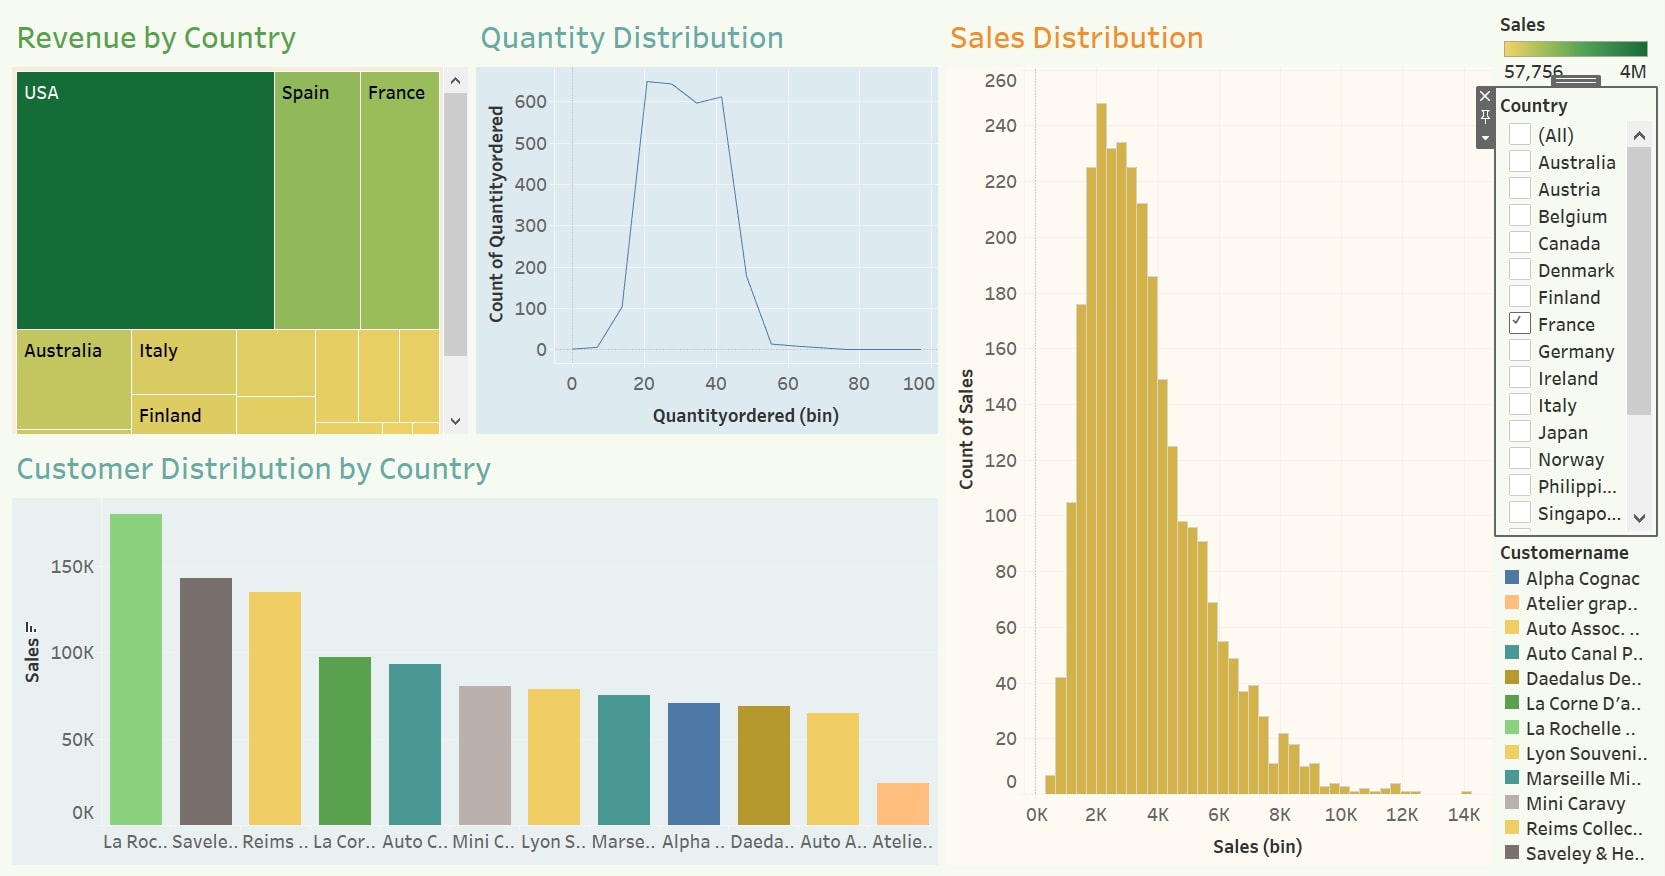 Revenue by Country
USA
Spain
France
Australia
Italy
Finland
Quantity Distribution
Count of Quantityordered
600
500
400
300
200
100
0
0 20 40 60 80 100
Quantityordered (bin)
Customer Distribution by Country
Sales
150K
100K
50K
0K
La Roc.. Savele.. Reims .. La Cor.. Auto C.. Mini C.. Lyon S.. Marse.. Alpha .. Daeda.. Auto A.. Atelie..
Sales Distribution
Count of Sales
260
240
220
200
180
160
140
120
100
80
60
40
20
0
0K 2K 4K 6K 8K 10K 12K 14K
Sales (bin)
Sales
57,756 4M
Country
(All)
Australia
Austria
Belgium
Canada
Denmark
Finland
France
Germany
Ireland
Italy
Japan
Norway
Philippi...
Singapo...
Customername
Alpha Cognac
Atelier grap..
Auto Assoc. ..
Auto Canal P..
Daedalus De..
La Corne D'a..
La Rochelle ..
Lyon Souveni..
Marseille Mi..
Mini Caravy
Reims Collec..
Saveley & He..